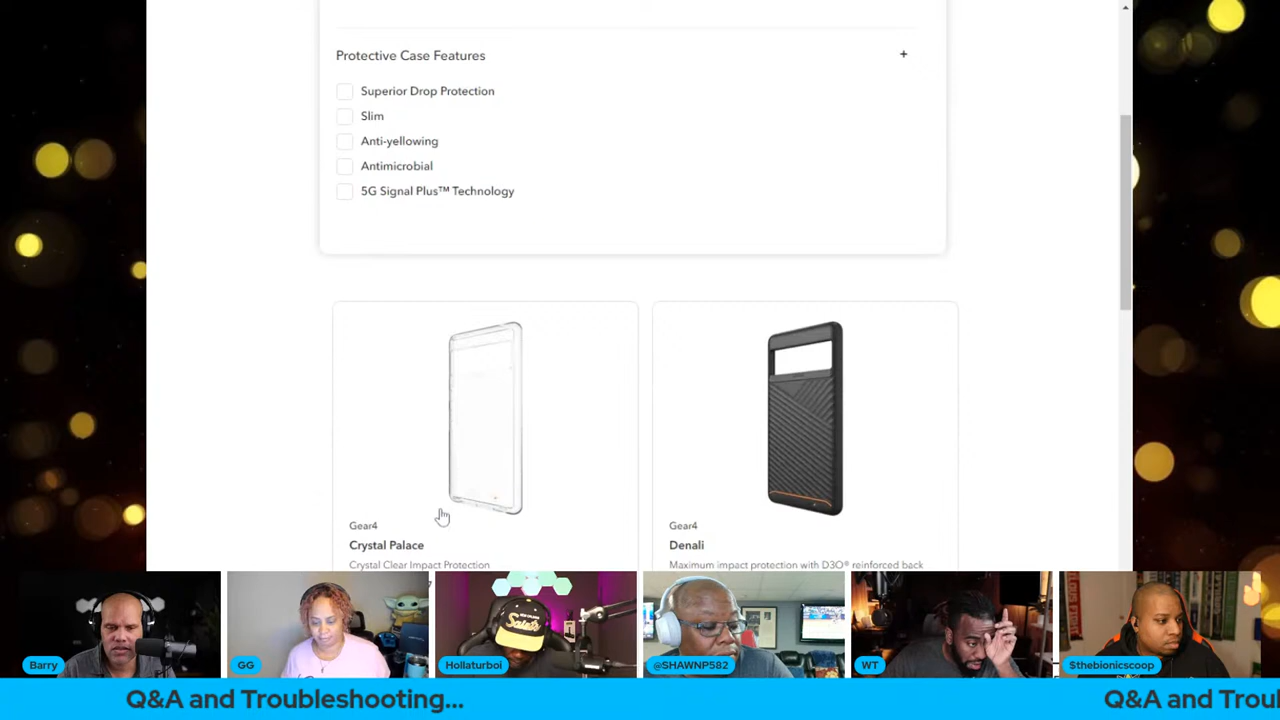 Protective Case Features
+
Superior Drop Protection
Slim
Anti-yellowing
Antimicrobial
5G Signal Plus™ Technology
Gear4
Crystal Palace
Crystal Clear Impact Protection
Gear4
Denali
Maximum impact protection with D3O® reinforced back
Saints
Barry
GG
Hollaturboi
@SHAWNP582
WT
$thebionicscoop
Q&A and Troubleshooting...
Q&A and Troul